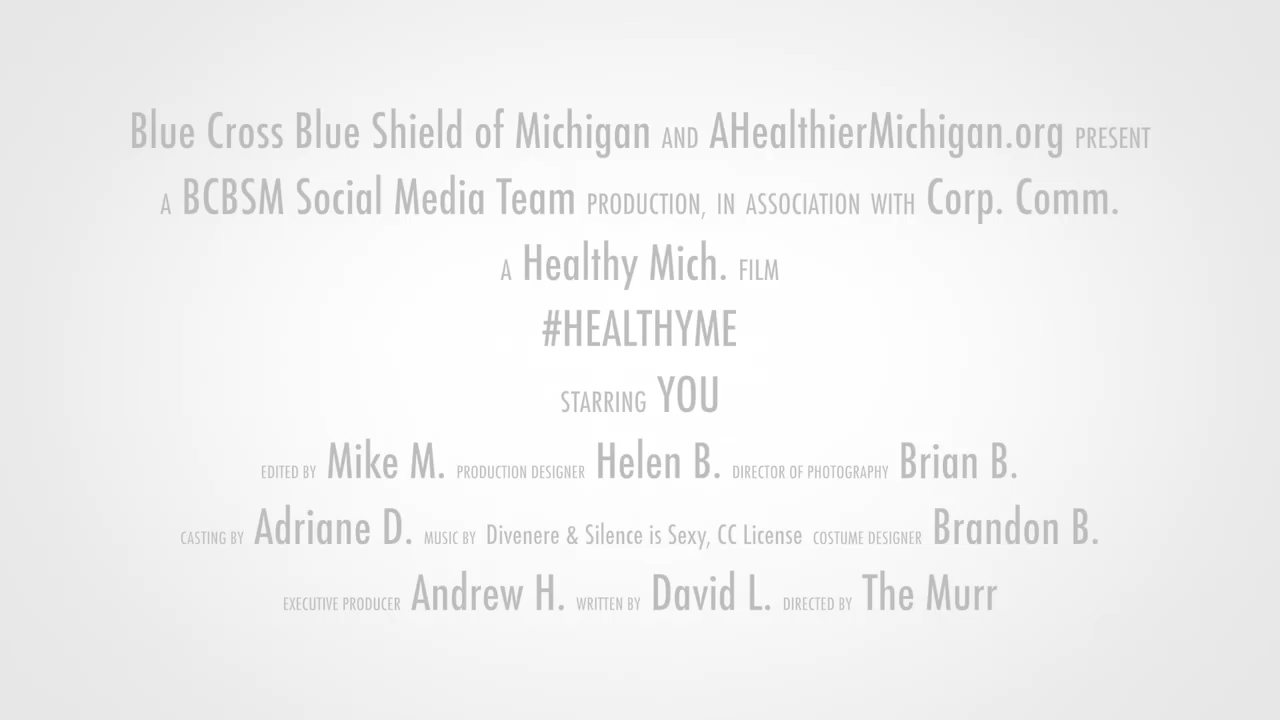 Blue Cross Blue Shield of Michigan AND AHealthierMichigan.org PRESENT
A BCBSM Social Media Team PRODUCTION, IN ASSOCIATION WITH Corp. Comm.
A Healthy Mich. FILM
#HEALTHYME
STARRING YOU
EDITED BY Mike M. PRODUCTION DESIGNER Helen B. DIRECTOR OF PHOTOGRAPHY Brian B.
CASTING BY Adriane D. MUSIC BY Divenere & Silence is Sexy, CC License COSTUME DESIGNER Brandon B.
EXECUTIVE PRODUCER Andrew H. WRITTEN BY David L. DIRECTED BY The Murr